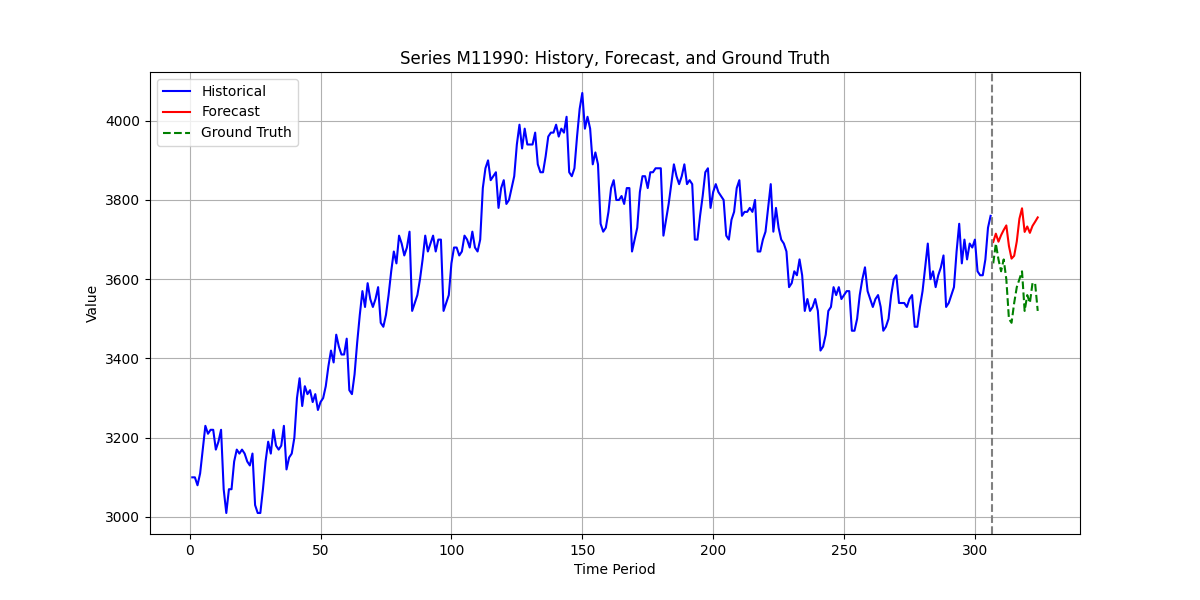 Series M11990: History, Forecast, and Ground Truth
Historical
Forecast
Ground Truth
4000
3800
3600
3400
3200
3000
Value
0 50 100 150 200 250 300
Time Period